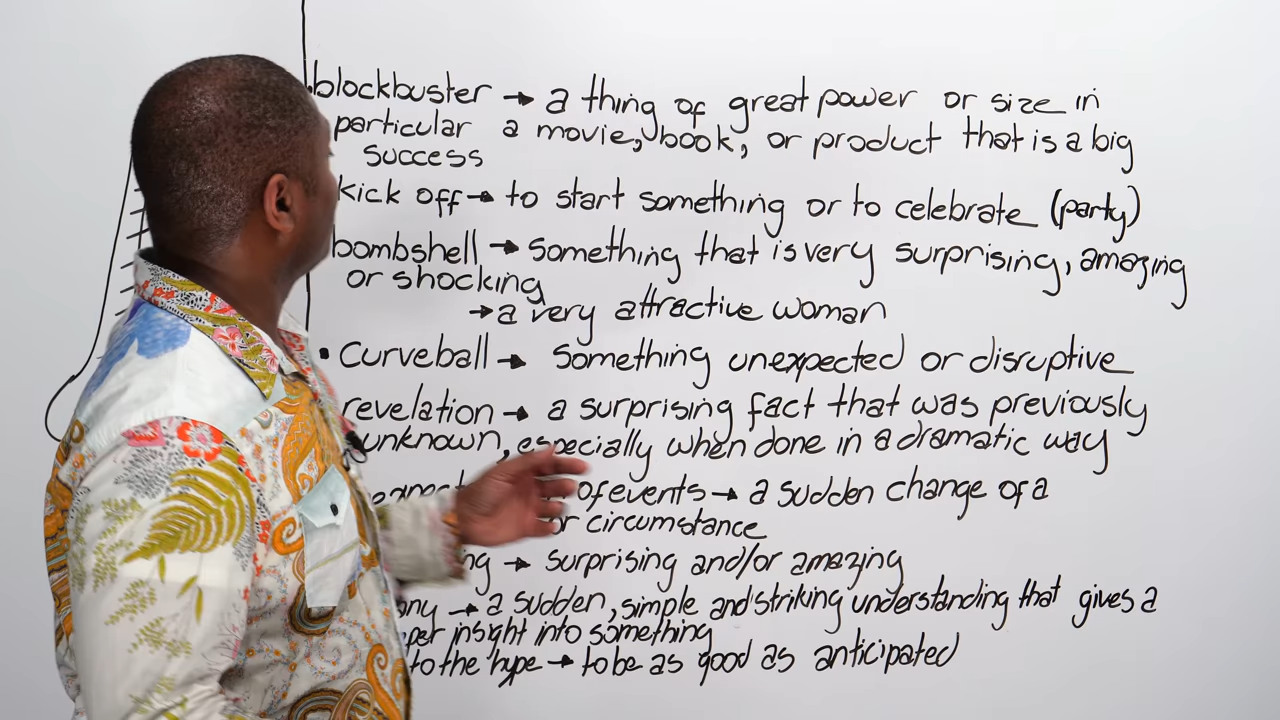 blockbuster → a thing of great power or size in
particular a movie, book, or product that is a big
success
kick off → to start something or to celebrate (party)
bombshell → something that is very surprising, amazing
or shocking
→ a very attractive woman
• Curveball → something unexpected or disruptive
revelation → a surprising fact that was previously
unknown, especially when done in a dramatic way
of events → a sudden change of a
or circumstance
→ surprising and/or amazing
→ a sudden, simple and striking understanding that gives a
insight into something
to the hype → to be as good as anticipated